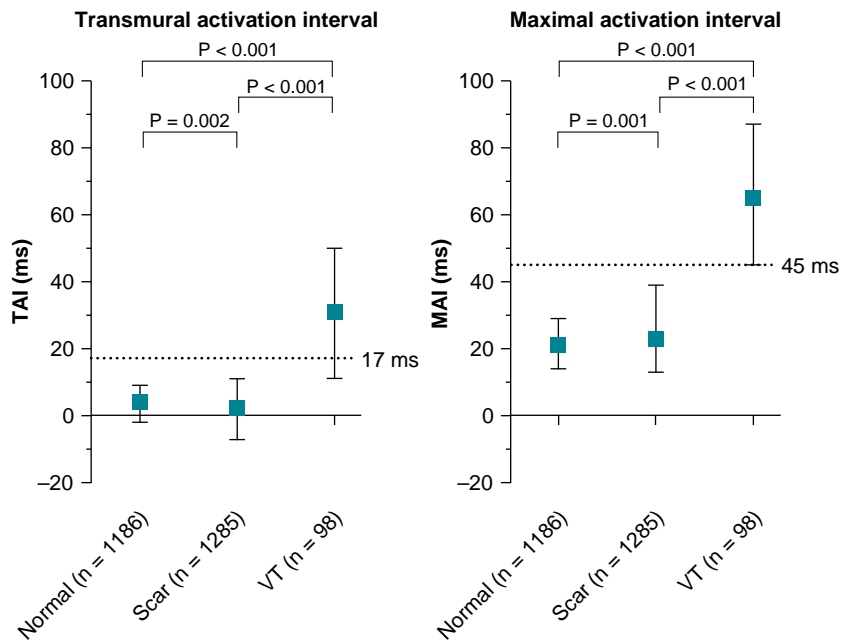 Transmural activation interval
P < 0.001
P < 0.001
P = 0.002
100
80
60
40
20
0
–20
TAI (ms)
17 ms
Normal (n = 1186)
Scar (n = 1285)
VT (n = 98)
Maximal activation interval
P < 0.001
P < 0.001
P = 0.001
100
80
60
40
20
0
–20
MAI (ms)
45 ms
Normal (n = 1186)
Scar (n = 1285)
VT (n = 98)